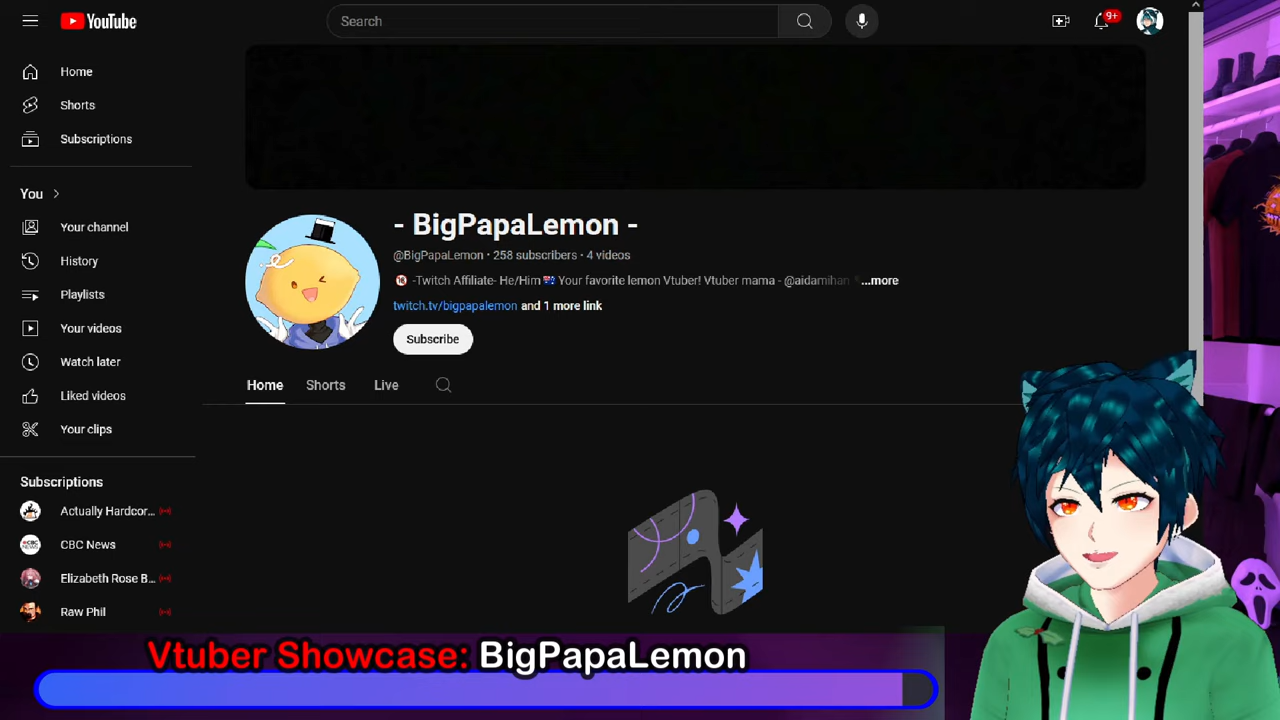 YouTube
Search
9+
Home
Shorts
Subscriptions
You
Your channel
History
Playlists
Your videos
Watch later
Liked videos
Your clips
Subscriptions
Actually Hardcor...
CBC News
Elizabeth Rose B...
Raw Phil
- BigPapaLemon -
@BigPapaLemon · 258 subscribers · 4 videos
🔞 -Twitch Affiliate- He/Him🇦🇺 Your favorite lemon Vtuber! Vtuber mama - @aidamihan ...more
twitch.tv/bigpapalemon and 1 more link
Subscribe
Home Shorts Live
Vtuber Showcase: BigPapaLemon